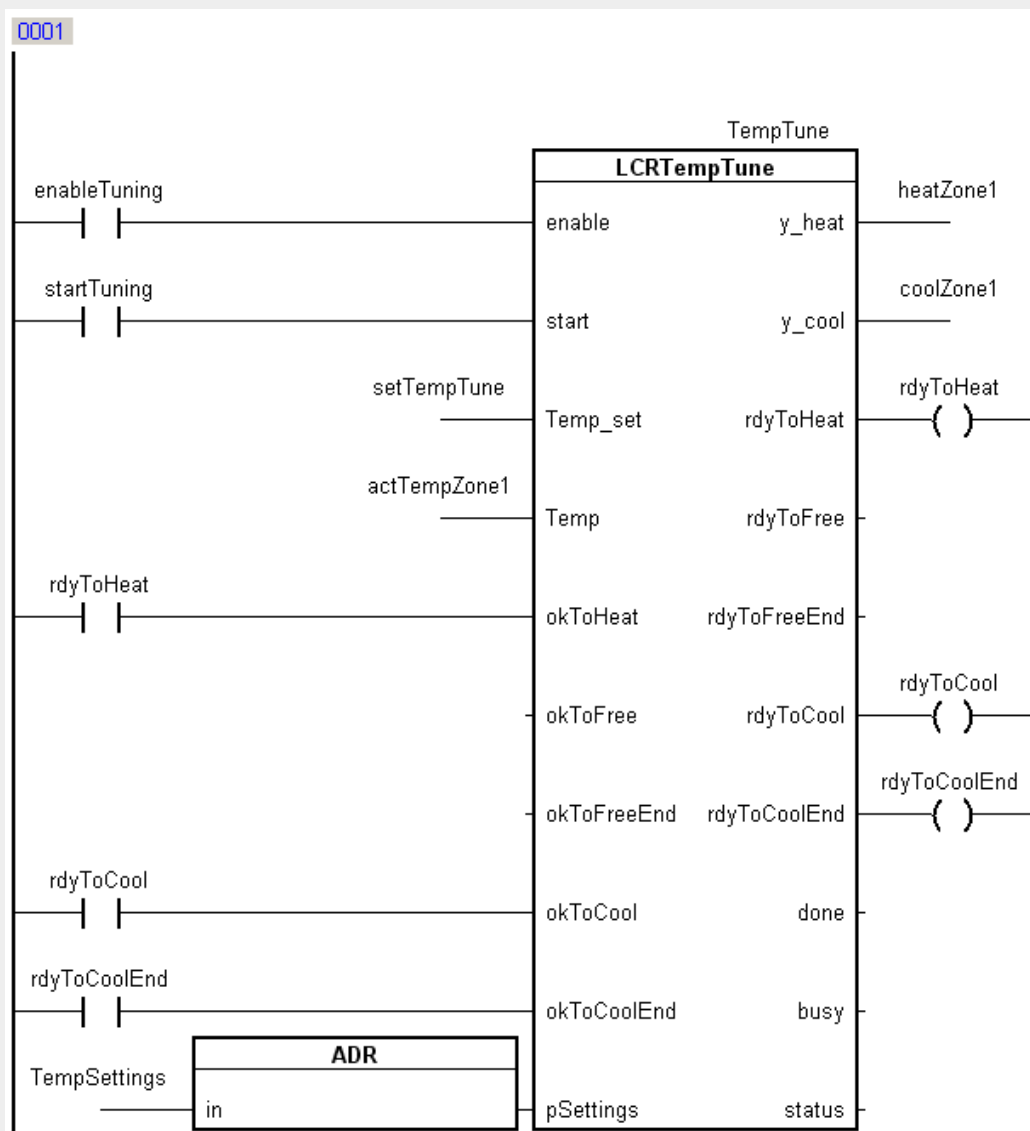 0001
TempTune
LCRTempTune
enableTuning
heatZone1
enable
y_heat
startTuning
coolZone1
start
y_cool
setTempTune
rdyToHeat
Temp_set
rdyToHeat
actTempZone1
Temp
rdyToFree
rdyToHeat
okToHeat
rdyToFreeEnd
rdyToCool
okToFree
rdyToCool
rdyToCoolEnd
okToFreeEnd
rdyToCoolEnd
rdyToCool
okToCool
done
rdyToCoolEnd
okToCoolEnd
busy
ADR
TempSettings
in
pSettings
status